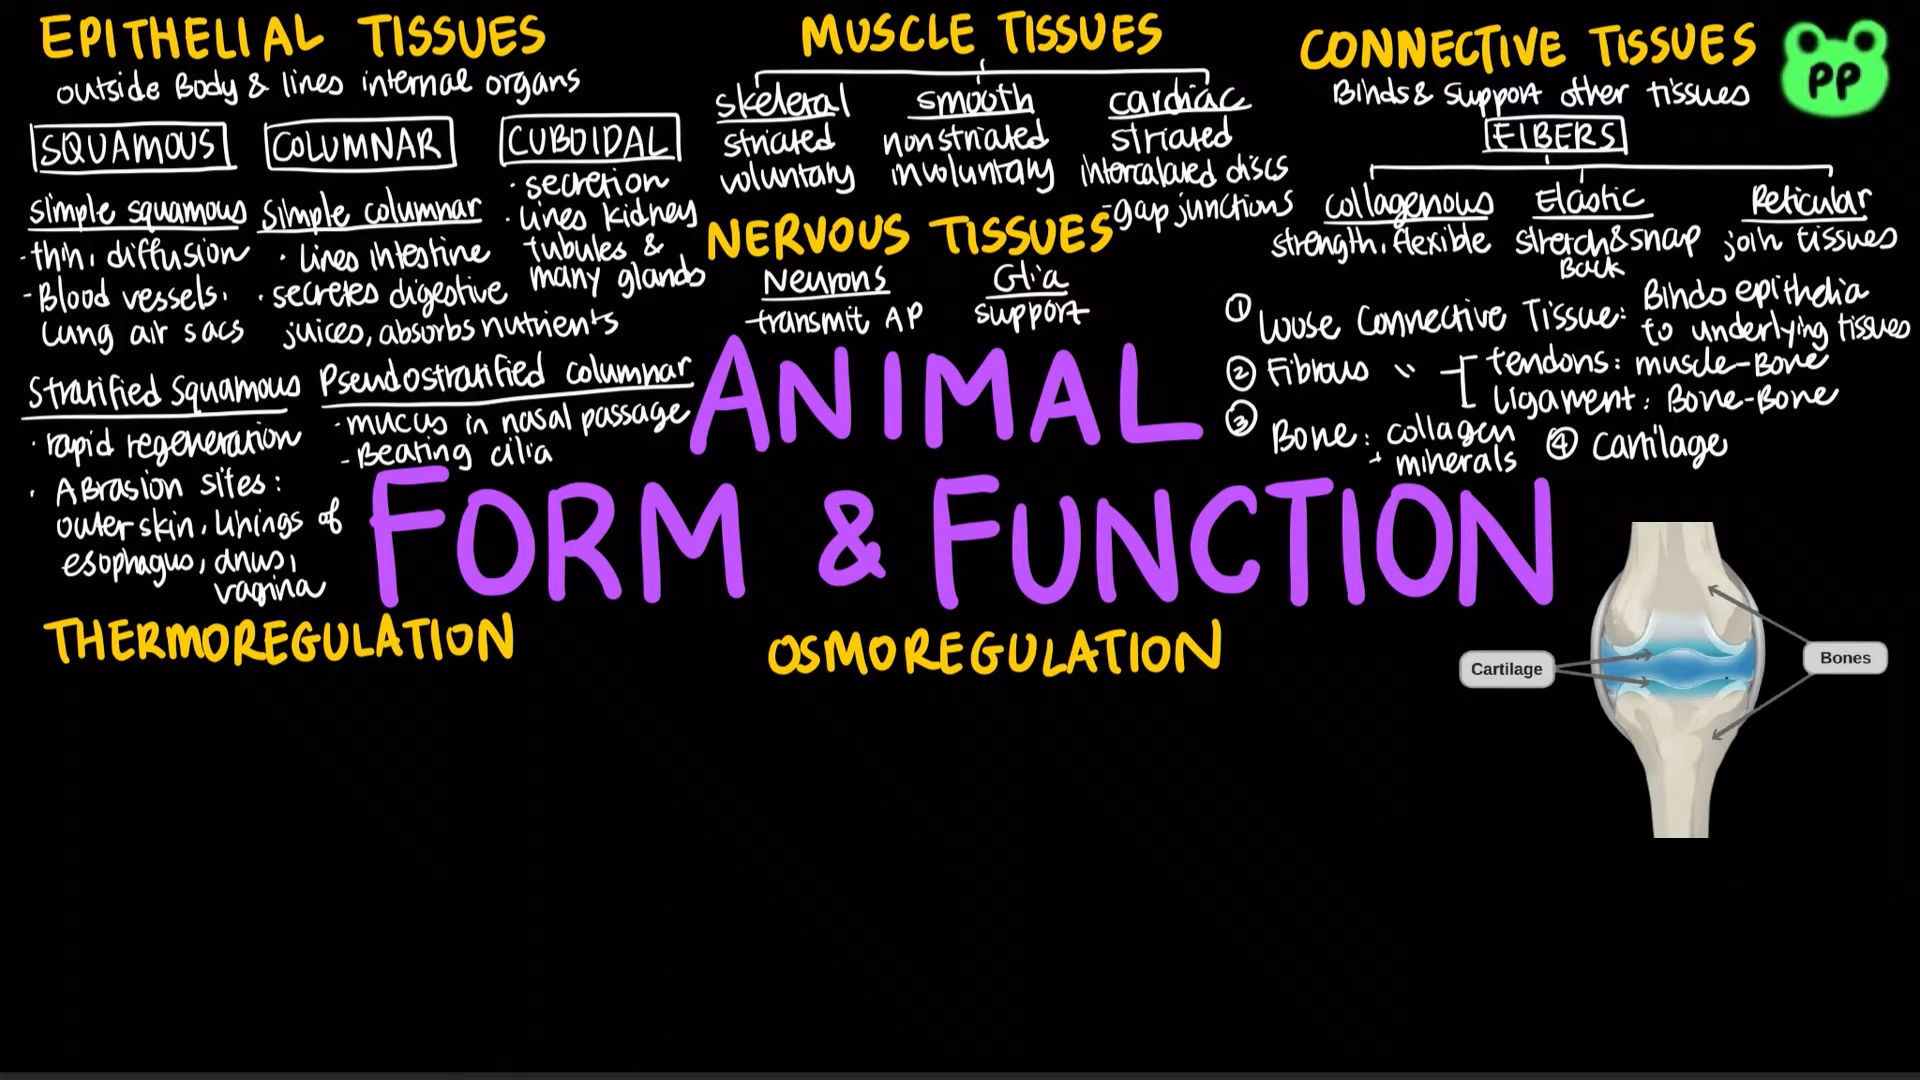 EPITHELIAL TISSUES
outside Body & lines internal organs
SQUAMOUS
simple squamous
- thin, diffusion
- Blood vessels,
lung air sacs
Stratified Squamous
· rapid regeneration
· Abrasion sites:
outer skin, linings of
esophagus, anus,
vagina
COLUMNAR
Simple columnar
· Lines intestine
· secretes digestive
juices, absorbs nutrients
Pseudostratified columnar
- mucus in nasal passage
- Beating cilia
CUBOIDAL
· secretion
· Lines kidney
tubules &
many glands
MUSCLE TISSUES
skeletal
striated
voluntary
smooth
nonstriated
involuntary
cardiac
striated
intercalated discs
- gap junctions
NERVOUS TISSUES
Neurons
transmit AP
Glia
support
CONNECTIVE TISSUES
Binds & Support other tissues
FIBERS
collagenous
strength, flexible
Elastic
stretch & snap
Back
Reticular
join tissues
① Loose Connective Tissue: Binds epithelia
to underlying tissues
② Fibrous " tendons: muscle-Bone
Ligament: Bone-Bone
③ Bone: collagen
+ minerals
④ cartilage
PP
ANIMAL
FORM & FUNCTION
THERMOREGULATION
OSMOREGULATION
Cartilage
Bones